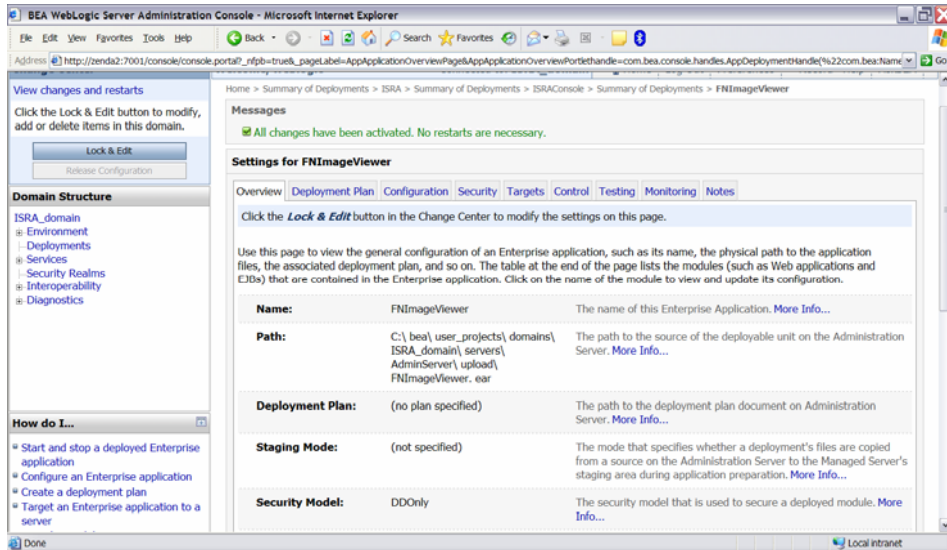 BEA WebLogic Server Administration Console - Microsoft Internet Explorer
File Edit View Favorites Tools Help
Back Search Favorites
Address http://zenda2:7001/console/console.portal?_nfpb=true&_pageLabel=AppApplicationOverviewPage&AppApplicationOverviewPortlethandle=com.bea.console.handles.AppDeploymentHandle(%22com.bea:Name Go
View changes and restarts
Click the Lock & Edit button to modify, add or delete items in this domain.
Lock & Edit
Release Configuration
Domain Structure
ISRA_domain
Environment
Deployments
Services
Security Realms
Interoperability
Diagnostics
How do I...
Start and stop a deployed Enterprise application
Configure an Enterprise application
Create a deployment plan
Target an Enterprise application to a server
Home > Summary of Deployments > ISRA > Summary of Deployments > ISRAConsole > Summary of Deployments > FNImageViewer
Messages
All changes have been activated. No restarts are necessary.
Settings for FNImageViewer
Overview Deployment Plan Configuration Security Targets Control Testing Monitoring Notes
Click the Lock & Edit button in the Change Center to modify the settings on this page.
Use this page to view the general configuration of an Enterprise application, such as its name, the physical path to the application
files, the associated deployment plan, and so on. The table at the end of the page lists the modules (such as Web applications and
EJBs) that are contained in the Enterprise application. Click on the name of the module to view and update its configuration.
Name: FNImageViewer The name of this Enterprise Application. More Info...
Path: C:\ bea\ user_projects\ domains\ The path to the source of the deployable unit on the Administration
ISRA_domain\ servers\ Server. More Info...
AdminServer\ upload\
FNImageViewer. ear
Deployment Plan: (no plan specified) The path to the deployment plan document on Administration
Server. More Info...
Staging Mode: (not specified) The mode that specifies whether a deployment's files are copied
from a source on the Administration Server to the Managed Server's
staging area during application preparation. More Info...
Security Model: DDOnly The security model that is used to secure a deployed module. More
Info...
Done Local intranet